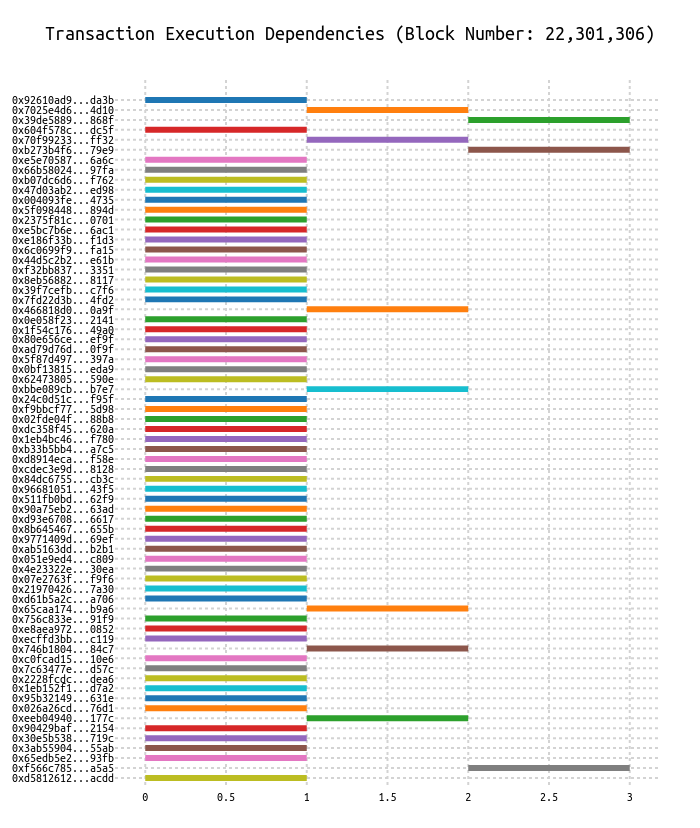 Transaction Execution Dependencies (Block Number: 22,301,306)
0x92610ad9...da3b
0x7025e4d6...4d10
0x39de5889...868f
0x604f578c...dc5f
0x70f99233...ff32
0xb273b4f6...79e9
0xe5e70587...6a6c
0x66b58024...97fa
0xb07dc6d6...f762
0x47d03ab2...ed98
0x004093fe...4735
0x5f098448...894d
0x2375f81c...0701
0xe5bc7b6e...6ac1
0xe186f33b...f1d3
0x6c0699f9...fa15
0x44d5c2b2...e61b
0xf32bb837...3351
0x8eb56882...8117
0x39f7cefb...c7f6
0x7fd22d3b...4fd2
0x466818d0...0a9f
0x0e058f23...2141
0x1f54c176...49a0
0x80e656ce...ef9f
0xad79d76d...0f9f
0x5f87d497...397a
0x0bf13815...eda9
0x62473805...590e
0xbbe089cb...b7e7
0x24c0d51c...f95f
0xf9bbcf77...5d98
0x02fde04f...88b8
0xdc358f45...620a
0x1eb4bc46...f780
0xb33b5bb4...a7c5
0xd8914eca...f58e
0xcdec3e9d...8128
0x84dc6755...cb3c
0x96681051...43f5
0x511fb0bd...62f9
0x90a75eb2...63ad
0xd93e6708...6617
0x8b645467...655b
0x9771409d...69ef
0xab5163dd...b2b1
0x051e9ed4...c809
0x4e23322e...30ea
0x07e2763f...f9f6
0x21970426...7a30
0xd61b5a2c...a706
0x65caa174...b9a6
0x756c833e...91f9
0xe8aea972...0852
0xecffd3bb...c119
0x746b1804...84c7
0xc0fcad15...10e6
0x7c63477e...d57c
0x2228fcdc...dea6
0x1eb152f1...d7a2
0x95b32149...631e
0x026a26cd...76d1
0xeeb04940...177c
0x90429baf...2154
0x30e5b538...719c
0x3ab55904...55ab
0x65edb5e2...93fb
0xf566c785...a5a5
0xd5812612...acdd
0 0.5 1 1.5 2 2.5 3